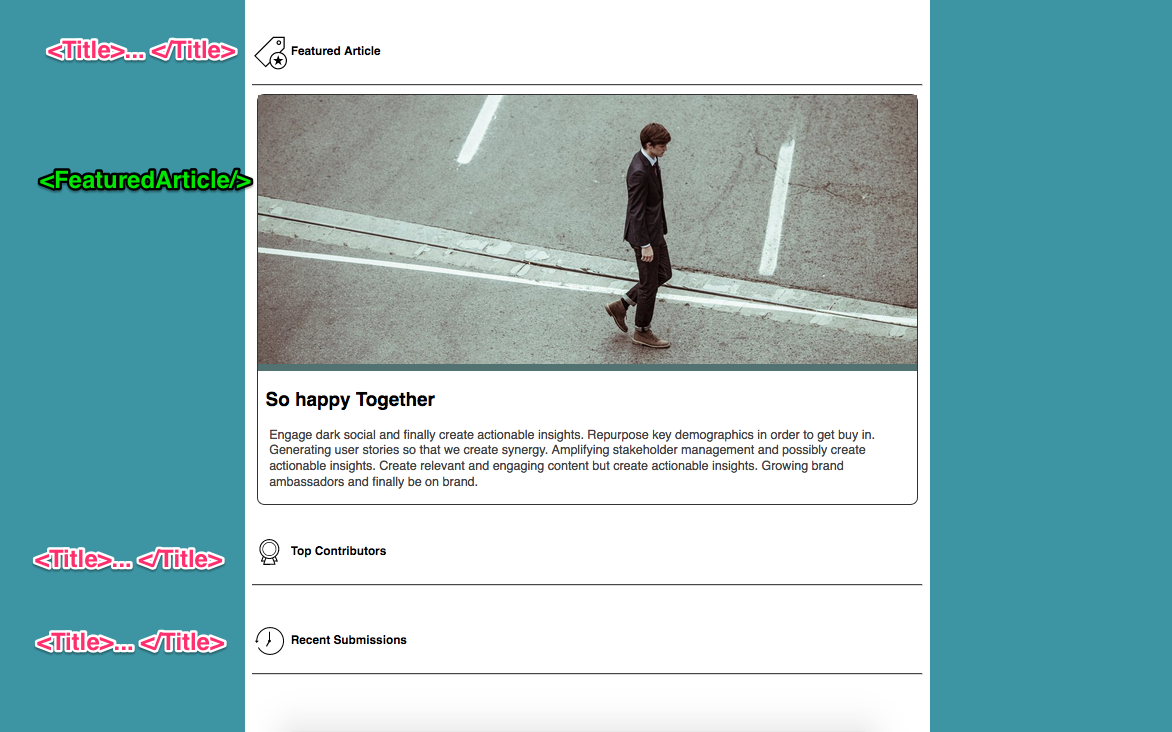 <Title>... </Title>
Featured Article
<FeaturedArticle/>
So happy Together
Engage dark social and finally create actionable insights. Repurpose key demographics in order to get buy in.
Generating user stories so that we create synergy. Amplifying stakeholder management and possibly create
actionable insights. Create relevant and engaging content but create actionable insights. Growing brand
ambassadors and finally be on brand.
<Title>... </Title>
Top Contributors
<Title>... </Title>
Recent Submissions